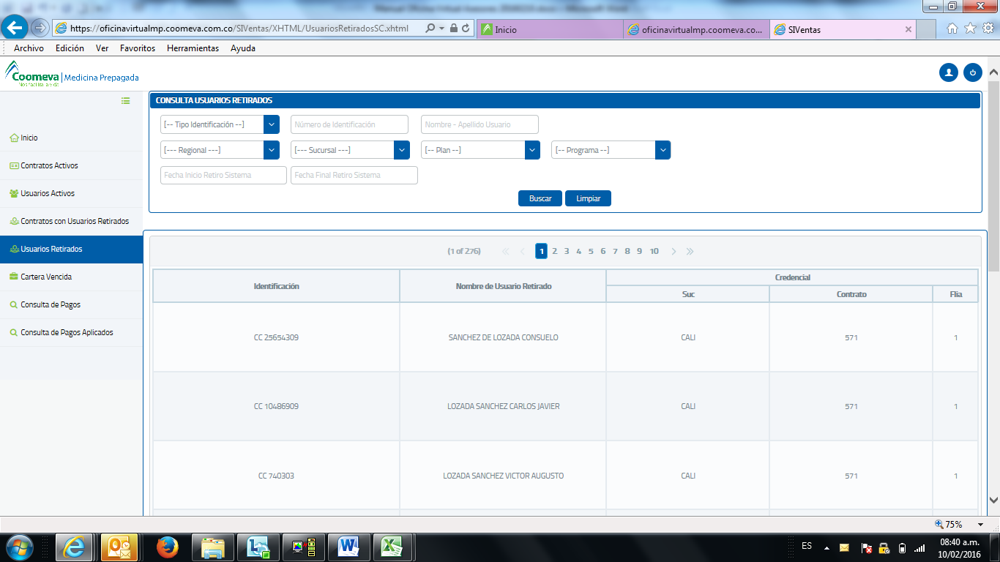 https://oficinavirtualmp.coomeva.com.co/SIVentas/XHTML/UsuariosRetiradosSC.xhtml
Inicio
oficinavirtualmp.coomeva.co...
SIVentas
Archivo Edición Ver Favoritos Herramientas Ayuda
Coomeva Medicina Prepagada
CONSULTA USUARIOS RETIRADOS
[-- Tipo Identificación --] Número de Identificación Nombre - Apellido Usuario
[--- Regional ---] [--- Sucursal ---] [-- Plan --] [-- Programa --]
Fecha Inicio Retiro Sistema Fecha Final Retiro Sistema
Buscar Limpiar
Inicio
Contratos Activos
Usuarios Activos
Contratos con Usuarios Retirados
Usuarios Retirados
Cartera Vencida
Consulta de Pagos
Consulta de Pagos Aplicados
(1 of 276) 1 2 3 4 5 6 7 8 9 10
Identificación Nombre de Usuario Retirado Credencial
Suc Contrato Flia
CC 25654309 SANCHEZ DE LOZADA CONSUELO CALI 571 1
CC 10486909 LOZADA SANCHEZ CARLOS JAVIER CALI 571 1
CC 740303 LOZADA SANCHEZ VICTOR AUGUSTO CALI 571 1
75%
ES
08:40 a.m.
10/02/2016